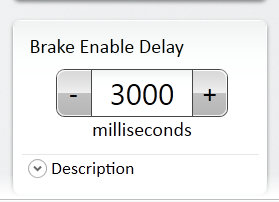 Brake Enable Delay
- 3000 +
milliseconds
Description